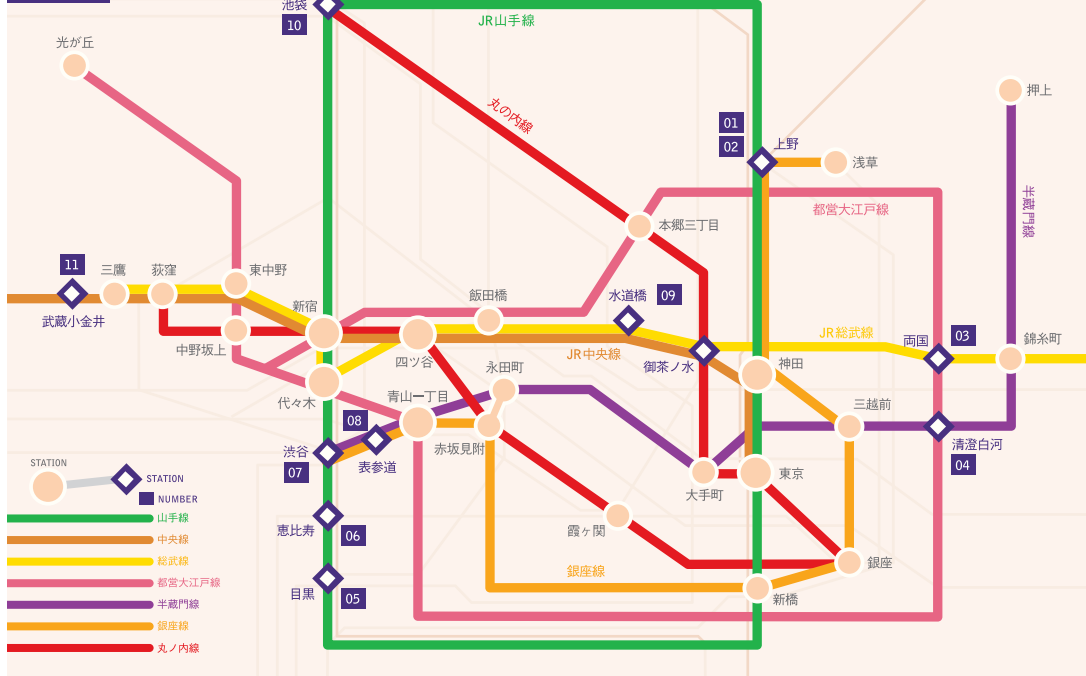 池袋
10
JR山手線
光が丘
丸の内線
押上
01
02
上野
浅草
半蔵門線
都営大江戸線
本郷三丁目
11
三鷹
荻窪
東中野
飯田橋
水道橋
09
新宿
武蔵小金井
中野坂上
四ツ谷
JR中央線
JR総武線
両国
03
錦糸町
御茶ノ水
神田
永田町
代々木
青山一丁目
三越前
08
渋谷
表参道
赤坂見附
清澄白河
07
04
STATION
STATION
NUMBER
大手町
東京
山手線
中央線
総武線
都営大江戸線
半蔵門線
銀座線
丸ノ内線
恵比寿
06
霞ヶ関
銀座線
銀座
目黒
05
新橋